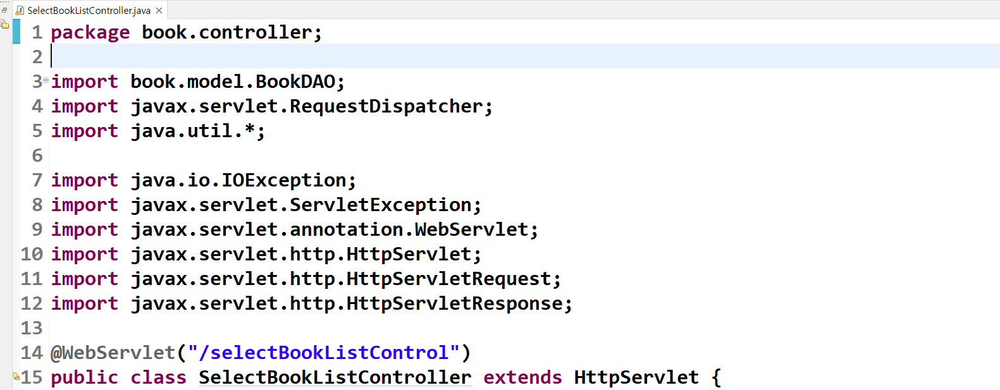 SelectBookListController.java
1 package book.controller;
2
3 import book.model.BookDAO;
4 import javax.servlet.RequestDispatcher;
5 import java.util.*;
6
7 import java.io.IOException;
8 import javax.servlet.ServletException;
9 import javax.servlet.annotation.WebServlet;
10 import javax.servlet.http.HttpServlet;
11 import javax.servlet.http.HttpServletRequest;
12 import javax.servlet.http.HttpServletResponse;
13
14 @WebServlet("/selectBookListControl")
15 public class SelectBookListController extends HttpServlet {